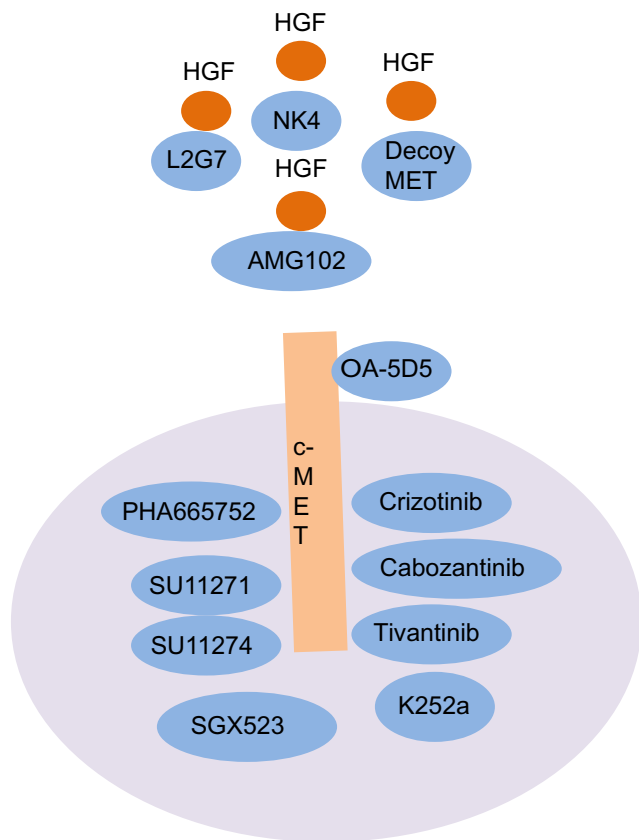 HGF
HGF
HGF
NK4
L2G7
Decoy
MET
HGF
AMG102
OA-5D5
c-
M
E
T
PHA665752
Crizotinib
SU11271
Cabozantinib
SU11274
Tivantinib
SGX523
K252a